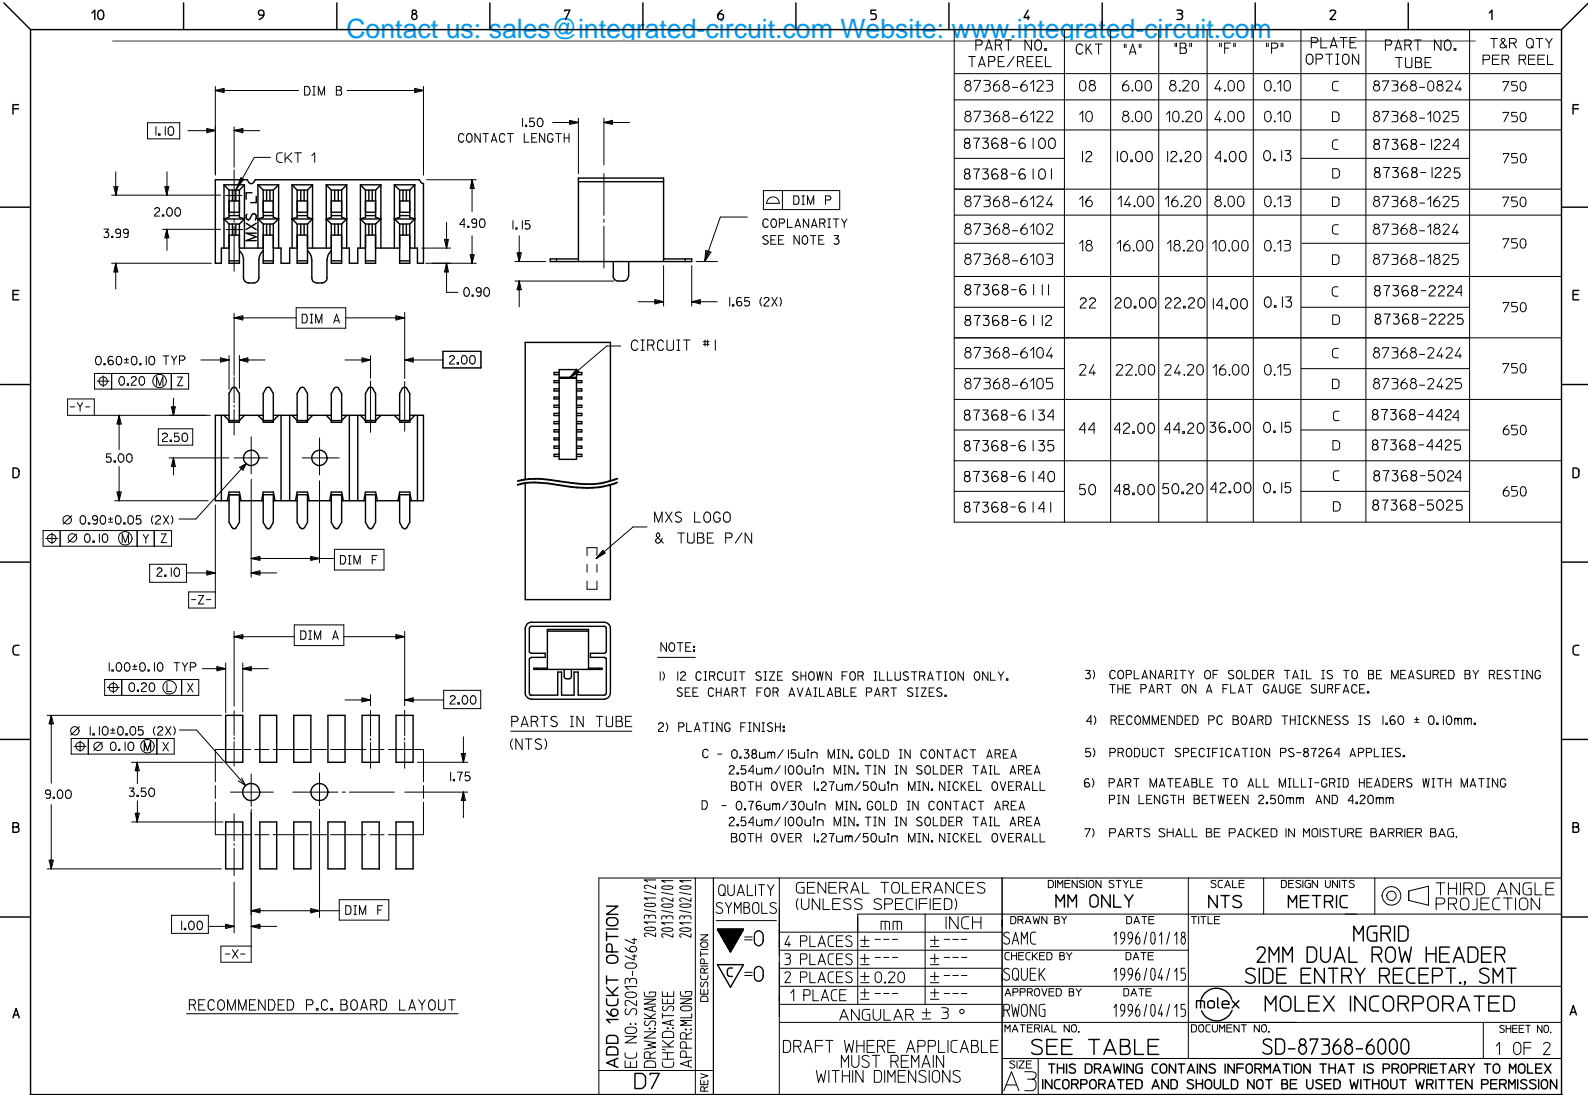 10 9 8 7 6 5 4 3 2 1
Contact us: sales@integrated-circuit.com Website: www.integrated-circuit.com
F
E
D
C
B
A
F
E
D
C
B
A
PART NO. TAPE/REEL CKT "A" "B" "F" "P" PLATE OPTION PART NO. TUBE T&R QTY PER REEL
87368-6123 08 6.00 8.20 4.00 0.10 C 87368-0824 750
87368-6122 10 8.00 10.20 4.00 0.10 D 87368-1025 750
87368-6100 12 10.00 12.20 4.00 0.13 C 87368-1224 750
87368-6101 D 87368-1225
87368-6124 16 14.00 16.20 8.00 0.13 D 87368-1625 750
87368-6102 18 16.00 18.20 10.00 0.13 C 87368-1824 750
87368-6103 D 87368-1825
87368-6111 22 20.00 22.20 14.00 0.13 C 87368-2224 750
87368-6112 D 87368-2225
87368-6104 24 22.00 24.20 16.00 0.15 C 87368-2424 750
87368-6105 D 87368-2425
87368-6134 44 42.00 44.20 36.00 0.15 C 87368-4424 650
87368-6135 D 87368-4425
87368-6140 50 48.00 50.20 42.00 0.15 C 87368-5024 650
87368-6141 D 87368-5025
DIM B
1.10
CKT 1
2.00
3.99
MXS
4.90
0.90
1.50
CONTACT LENGTH
1.15
1.65 (2X)
⌓ DIM P
COPLANARITY
SEE NOTE 3
DIM A
0.60±0.10 TYP
⌖ 0.20 Ⓜ Z
2.00
-Y-
2.50
5.00
Ø 0.90±0.05 (2X)
⌖ Ø 0.10 Ⓜ Y Z
DIM F
2.10
-Z-
CIRCUIT #1
MXS LOGO
& TUBE P/N
PARTS IN TUBE
(NTS)
DIM A
1.00±0.10 TYP
⌖ 0.20 Ⓛ X
2.00
Ø 1.10±0.05 (2X)
⌖ Ø 0.10 Ⓜ X
9.00
3.50
1.75
DIM F
1.00
-X-
RECOMMENDED P.C. BOARD LAYOUT
NOTE:
1) 12 CIRCUIT SIZE SHOWN FOR ILLUSTRATION ONLY.
SEE CHART FOR AVAILABLE PART SIZES.
2) PLATING FINISH:
C - 0.38um/15uin MIN. GOLD IN CONTACT AREA
2.54um/100uin MIN. TIN IN SOLDER TAIL AREA
BOTH OVER 1.27um/50uin MIN. NICKEL OVERALL
D - 0.76um/30uin MIN. GOLD IN CONTACT AREA
2.54um/100uin MIN. TIN IN SOLDER TAIL AREA
BOTH OVER 1.27um/50uin MIN. NICKEL OVERALL
3) COPLANARITY OF SOLDER TAIL IS TO BE MEASURED BY RESTING
THE PART ON A FLAT GAUGE SURFACE.
4) RECOMMENDED PC BOARD THICKNESS IS 1.60 ± 0.10mm.
5) PRODUCT SPECIFICATION PS-87264 APPLIES.
6) PART MATEABLE TO ALL MILLI-GRID HEADERS WITH MATING
PIN LENGTH BETWEEN 2.50mm AND 4.20mm
7) PARTS SHALL BE PACKED IN MOISTURE BARRIER BAG.
ADD 16CKT OPTION
EC NO: S2013-0464
DRWN:SKANG 2013/01/21
CH'KD:ATSEE 2013/02/01
APPR:MLONG 2013/02/01
D7
REV
DESCRIPTION
QUALITY
SYMBOLS
▼=0
C=0
GENERAL TOLERANCES
(UNLESS SPECIFIED)
mm INCH
4 PLACES ± --- ± ---
3 PLACES ± --- ± ---
2 PLACES ± 0.20 ± ---
1 PLACE ± --- ± ---
ANGULAR ± 3 °
DRAFT WHERE APPLICABLE
MUST REMAIN
WITHIN DIMENSIONS
DIMENSION STYLE
MM ONLY
SCALE
NTS
DESIGN UNITS
METRIC
THIRD ANGLE
PROJECTION
DRAWN BY DATE
SAMC 1996/01/18
CHECKED BY DATE
SQUEK 1996/04/15
APPROVED BY DATE
RWONG 1996/04/15
TITLE
MGRID
2MM DUAL ROW HEADER
SIDE ENTRY RECEPT., SMT
molex MOLEX INCORPORATED
MATERIAL NO.
SEE TABLE
DOCUMENT NO.
SD-87368-6000
SHEET NO.
1 OF 2
SIZE
A3
THIS DRAWING CONTAINS INFORMATION THAT IS PROPRIETARY TO MOLEX
INCORPORATED AND SHOULD NOT BE USED WITHOUT WRITTEN PERMISSION